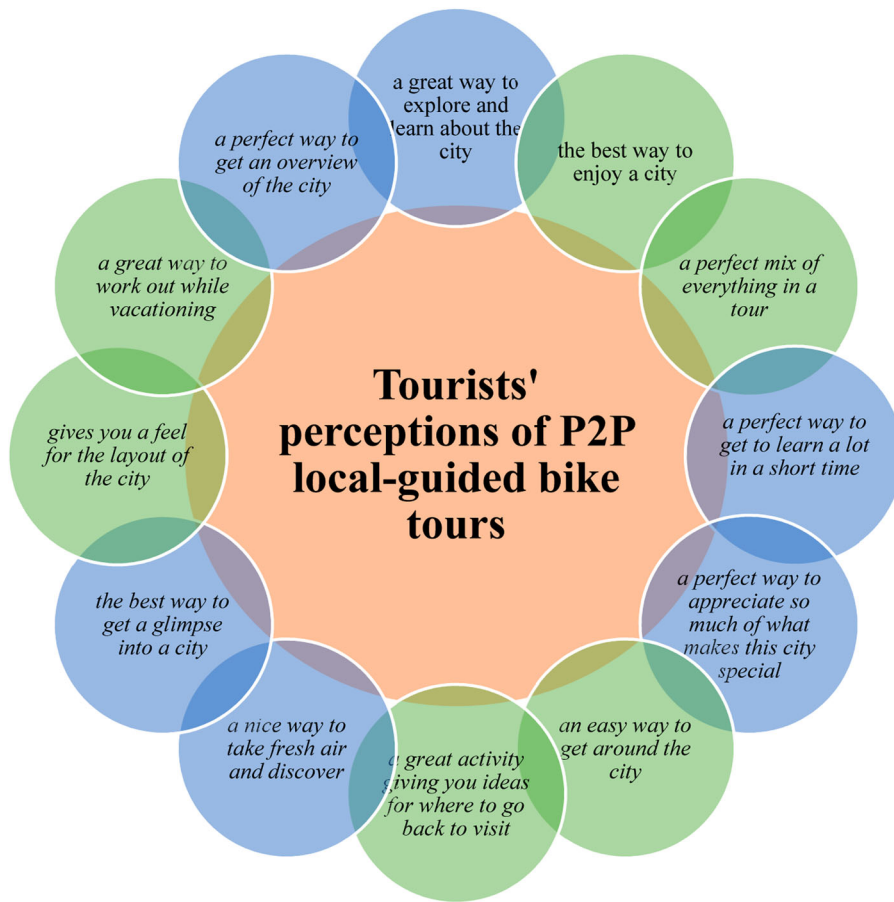 a great way to
explore and
learn about the
city
the best way to
enjoy a city
a perfect mix of
everything in a
tour
a perfect way to
get to learn a lot
in a short time
a perfect way to
appreciate so
much of what
makes this city
special
an easy way to
get around the
city
a great activity
giving you ideas
for where to go
back to visit
a nice way to
take fresh air
and discover
the best way to
get a glimpse
into a city
gives you a feel
for the layout of
the city
a great way to
work out while
vacationing
a perfect way to
get an overview
of the city
Tourists'
perceptions of P2P
local-guided bike
tours